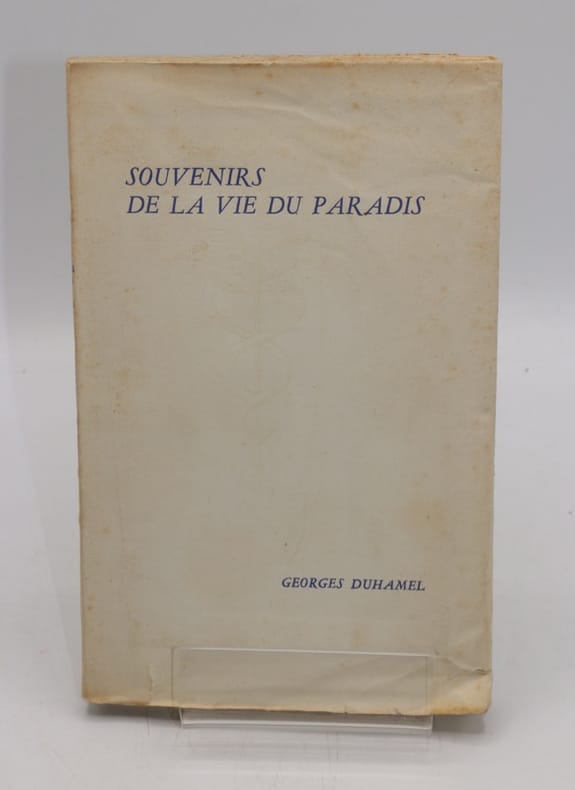 SOUVENIRS
DE LA VIE DU PARADIS
GEORGES DUHAMEL